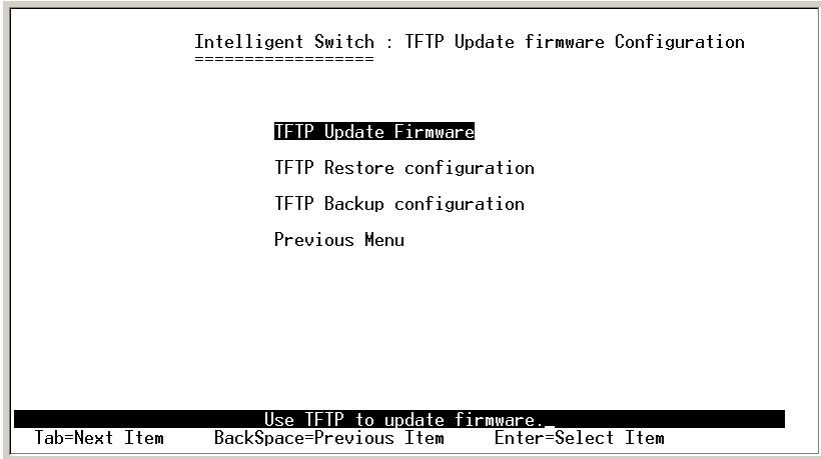 Intelligent Switch : TFTP Update firmware Configuration
==================
TFTP Update Firmware
TFTP Restore configuration
TFTP Backup configuration
Previous Menu
Use TFTP to update firmware._
Tab=Next Item BackSpace=Previous Item Enter=Select Item